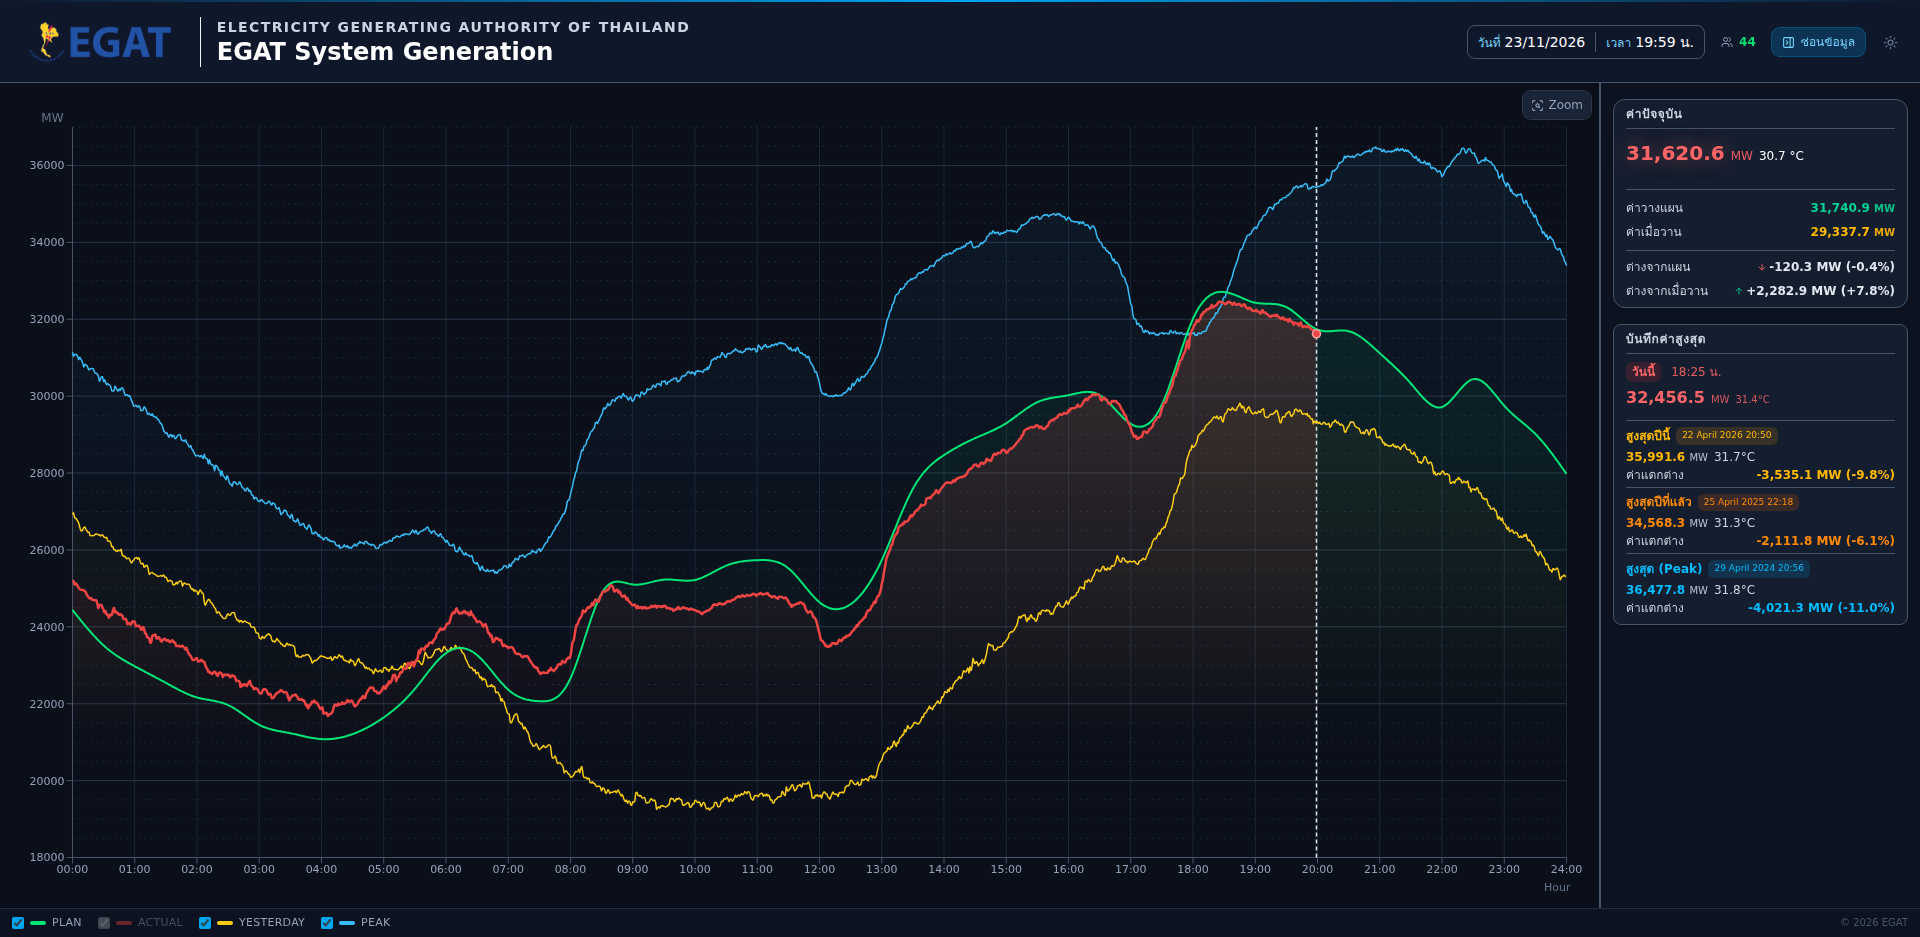 EGAT
ELECTRICITY GENERATING AUTHORITY OF THAILAND
EGAT System Generation
วันที่ 23/11/2026 เวลา 19:59 น.
44
ซ่อนข้อมูล
Zoom
MW
36000
34000
32000
30000
28000
26000
24000
22000
20000
18000
00:00 01:00 02:00 03:00 04:00 05:00 06:00 07:00 08:00 09:00 10:00 11:00 12:00 13:00 14:00 15:00 16:00 17:00 18:00 19:00 20:00 21:00 22:00 23:00 24:00
Hour
ค่าปัจจุบัน
31,620.6 MW 30.7 °C
ค่าวางแผน 31,740.9 MW
ค่าเมื่อวาน 29,337.7 MW
ต่างจากแผน ↓ -120.3 MW (-0.4%)
ต่างจากเมื่อวาน ↑ +2,282.9 MW (+7.8%)
บันทึกค่าสูงสุด
วันนี้ 18:25 น.
32,456.5 MW 31.4°C
สูงสุดปีนี้ 22 April 2026 20:50
35,991.6 MW 31.7°C
ค่าแตกต่าง -3,535.1 MW (-9.8%)
สูงสุดปีที่แล้ว 25 April 2025 22:18
34,568.3 MW 31.3°C
ค่าแตกต่าง -2,111.8 MW (-6.1%)
สูงสุด (Peak) 29 April 2024 20:56
36,477.8 MW 31.8°C
ค่าแตกต่าง -4,021.3 MW (-11.0%)
PLAN ACTUAL YESTERDAY PEAK
© 2026 EGAT